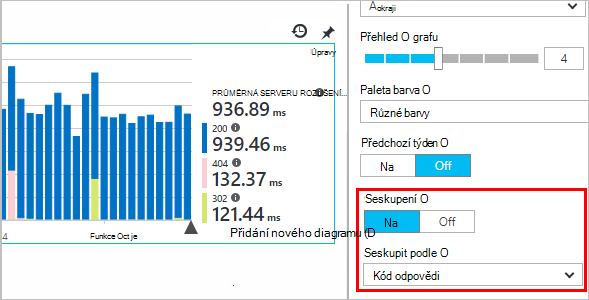 Úpravy
PRŮMĚRNÁ SERVERU
936.89 ms
200
939.46 ms
404
132.37 ms
302
121.44 ms
4
Funkce Oct je
Přidání nového diagramu (D
Přehled O grafu
4
Paleta barva O
Různé barvy
Předchozí týden O
Na Off
Seskupení O
Na Off
Seskupit podle O
Kód odpovědi